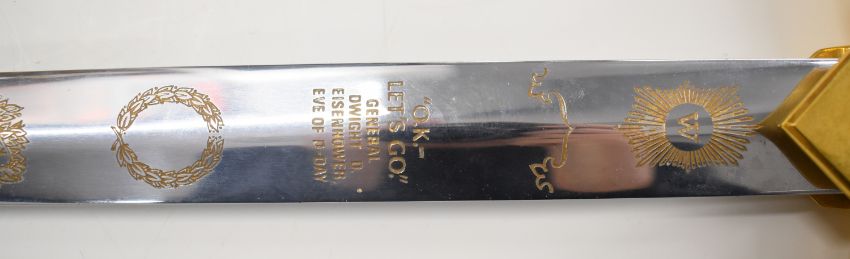 "O.K.—
LET'S GO."
GENERAL
DWIGHT D.
EISENHOWER
EVE OF D-DAY
W